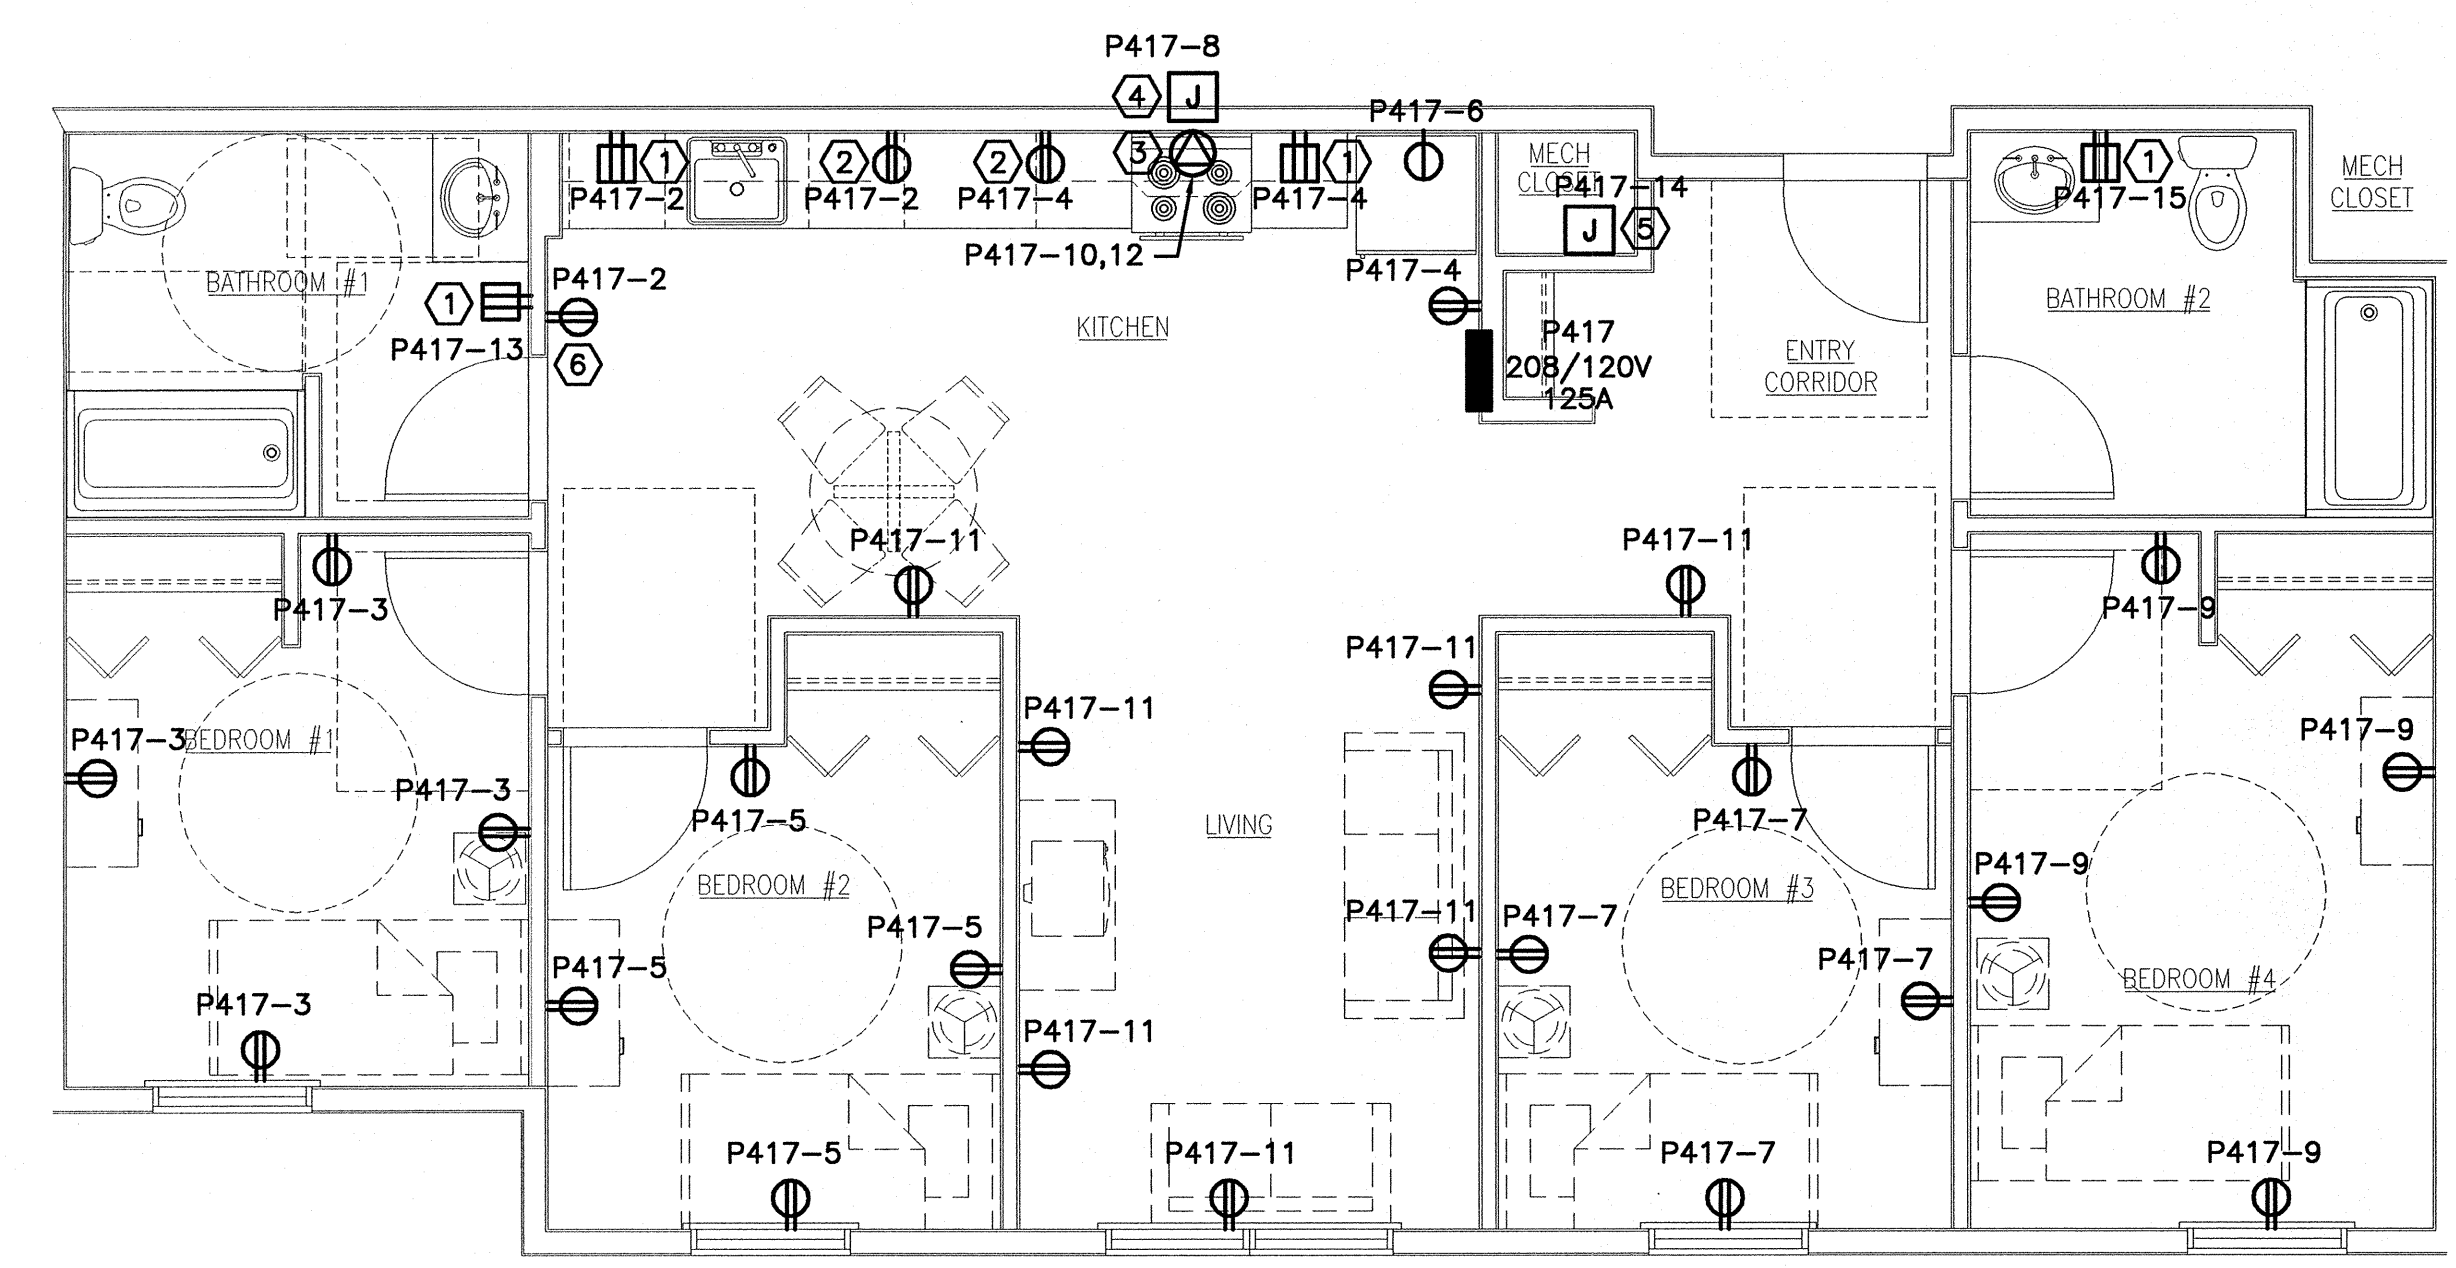 P417-8
4
J
P417-6
3
1
2
2
1
1
MECH
CLOSET
MECH
CLOSET
P417-2
P417-2
P417-4
P417-4
P417-14
P417-15
J
5
P417-10,12
BATHROOM #1
P417-2
P417-4
1
BATHROOM #2
KITCHEN
P417
208/120V
125A
P417-13
6
ENTRY
CORRIDOR
P417-11
P417-11
P417-3
P417-9
P417-11
P417-11
P417-3
BEDROOM #1
P417-9
P417-3
P417-5
LIVING
P417-7
P417-9
BEDROOM #2
BEDROOM #3
P417-5
P417-11
P417-7
P417-5
P417-7
BEDROOM #4
P417-3
P417-11
P417-5
P417-11
P417-7
P417-9